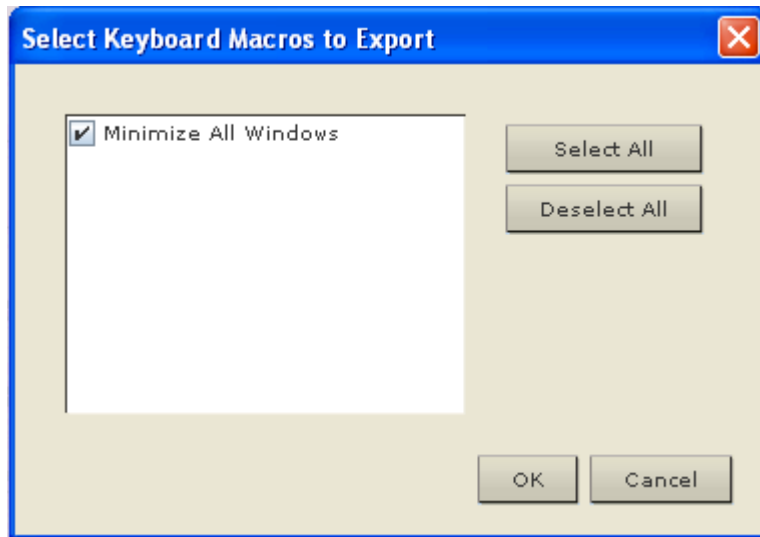 Select Keyboard Macros to Export
Minimize All Windows
Select All
Deselect All
OK
Cancel